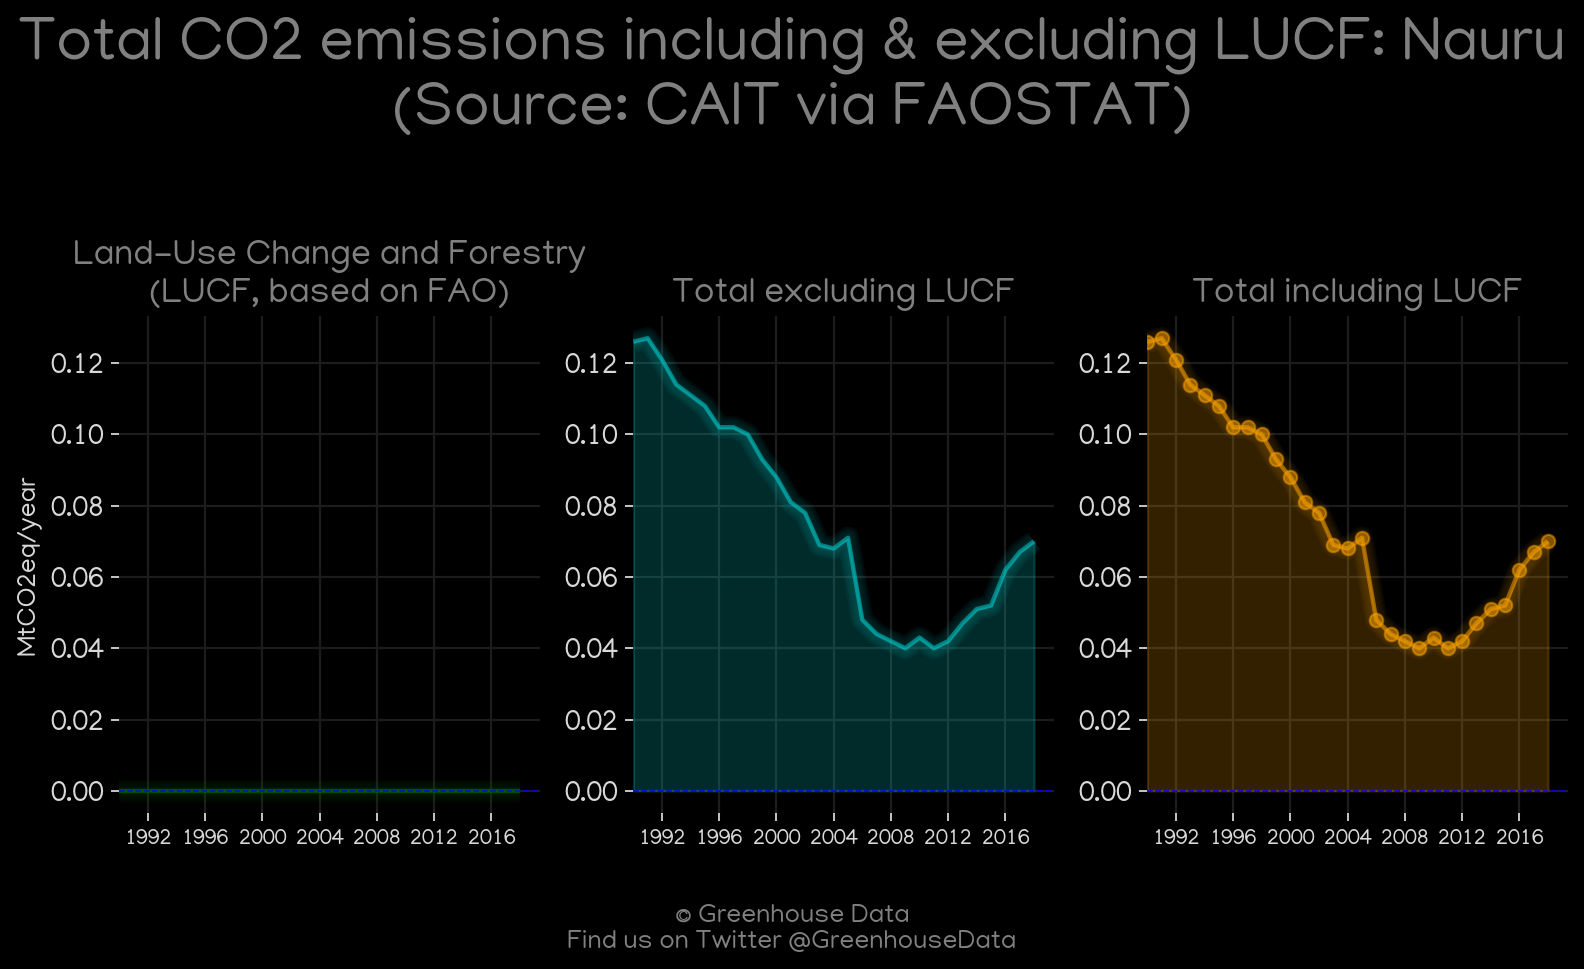 Total CO2 emissions including & excluding LUCF: Nauru
(Source: CAIT via FAOSTAT)
Land-Use Change and Forestry
(LUCF, based on FAO)
MtCO2eq/year
0.12
0.10
0.08
0.06
0.04
0.02
0.00
1992 1996 2000 2004 2008 2012 2016
Total excluding LUCF
0.12
0.10
0.08
0.06
0.04
0.02
0.00
1992 1996 2000 2004 2008 2012 2016
Total including LUCF
0.12
0.10
0.08
0.06
0.04
0.02
0.00
1992 1996 2000 2004 2008 2012 2016
© Greenhouse Data
Find us on Twitter @GreenhouseData